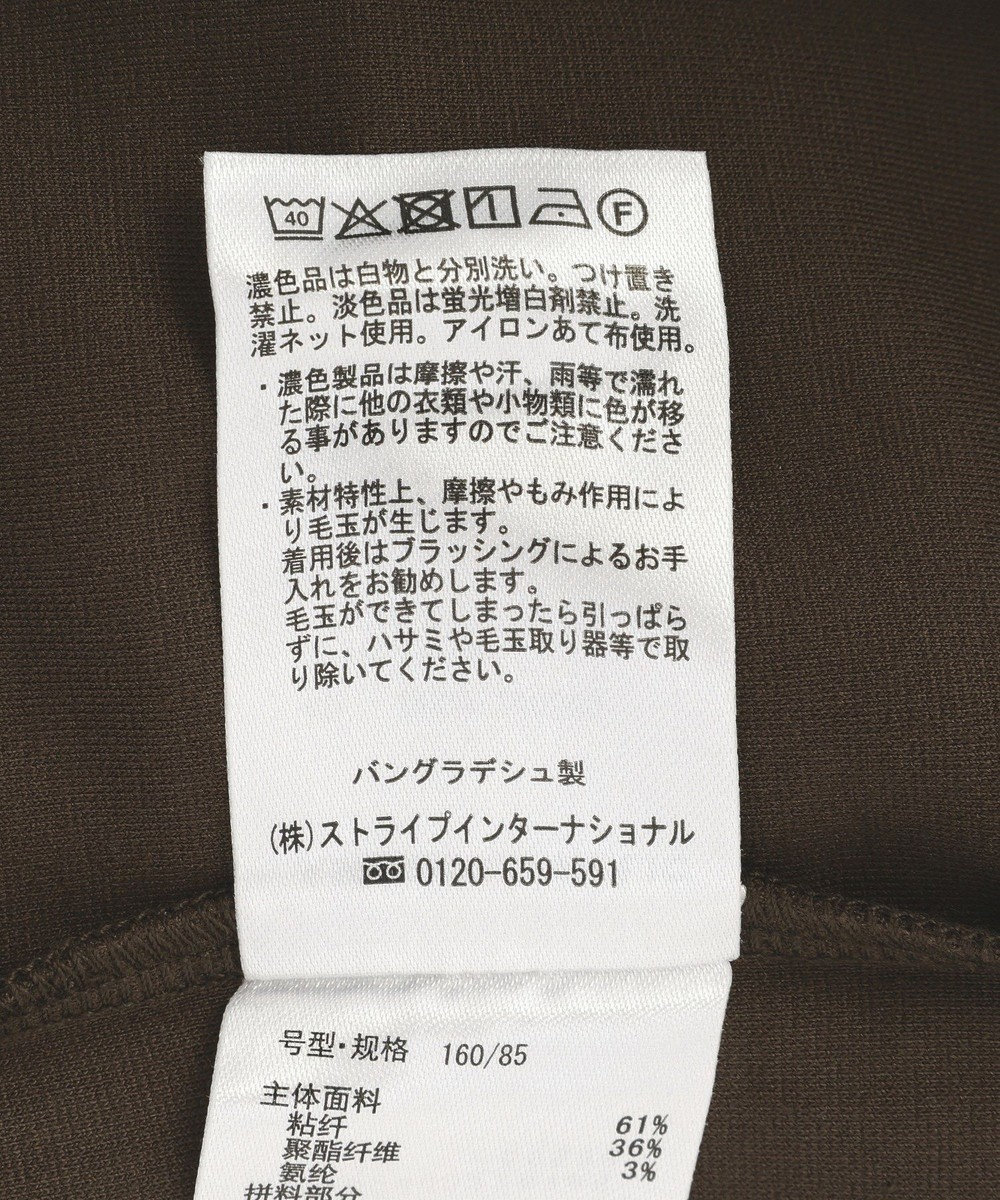 40
F
濃色品は白物と分別洗い。つけ置き
禁止。淡色品は蛍光増白剤禁止。洗
濯ネット使用。アイロンあて布使用。
・濃色製品は摩擦や汗、雨等で濡れ
た際に他の衣類や小物類に色が移
る事がありますのでご注意くださ
い。
・素材特性上、摩擦やもみ作用によ
り毛玉が生じます。
着用後はブラッシングによるお手
入れをお勧めします。
毛玉ができてしまったら引っぱら
ずに、ハサミや毛玉取り器等で取
り除いてください。
バングラデシュ製
(株)ストライプインターナショナル
0120-659-591
号型·规格 160/85
主体面料
粘纤 61%
聚酯纤维 36%
氨纶 3%
拼料部分